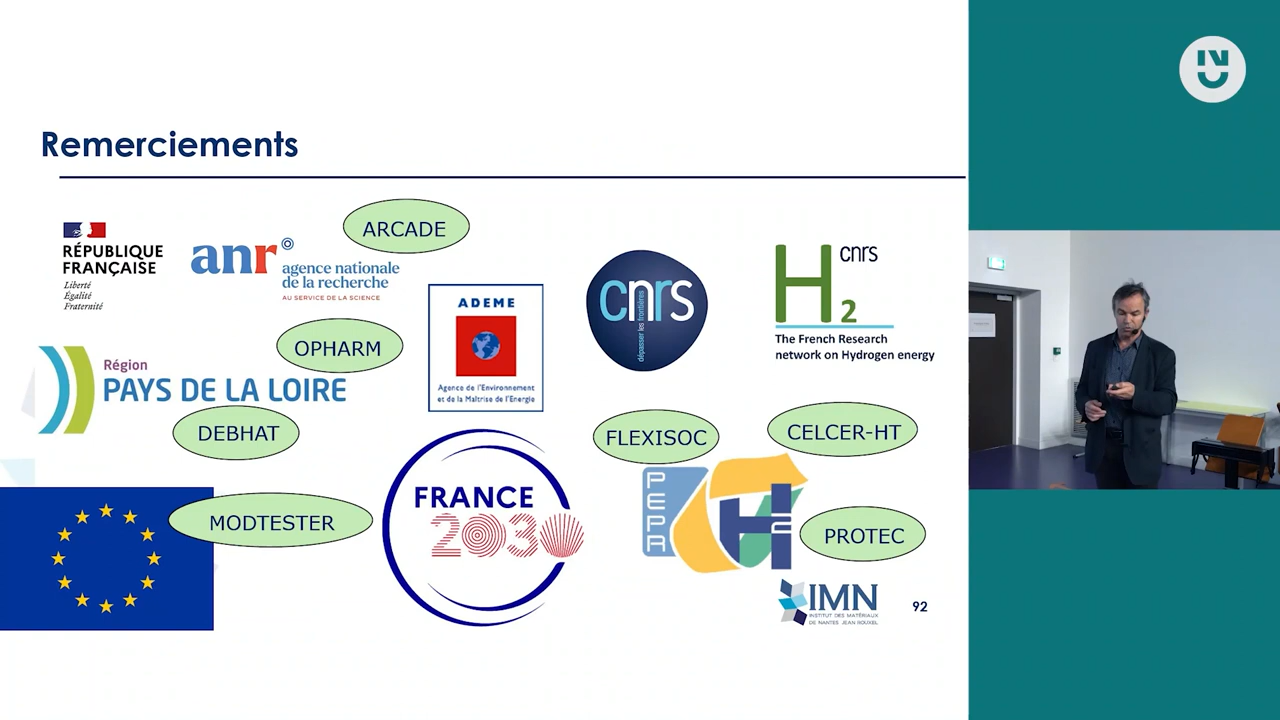 Remerciements
RÉPUBLIQUE
FRANÇAISE
Liberté
Égalité
Fraternité
anr
agence nationale
de la recherche
AU SERVICE DE LA SCIENCE
ARCADE
ADEME
Agence de l'Environnement
et de la Maîtrise de l'Energie
cnrs
dépasser les frontières
H2
cnrs
The French Research
network on Hydrogen energy
OPHARM
Région
PAYS DE LA LOIRE
DEBHAT
FLEXISOC
CELCER-HT
MODTESTER
FRANCE
2030
PEPR
H2
PROTEC
IMN
INSTITUT DES MATÉRIAUX
DE NANTES JEAN ROUXEL
92